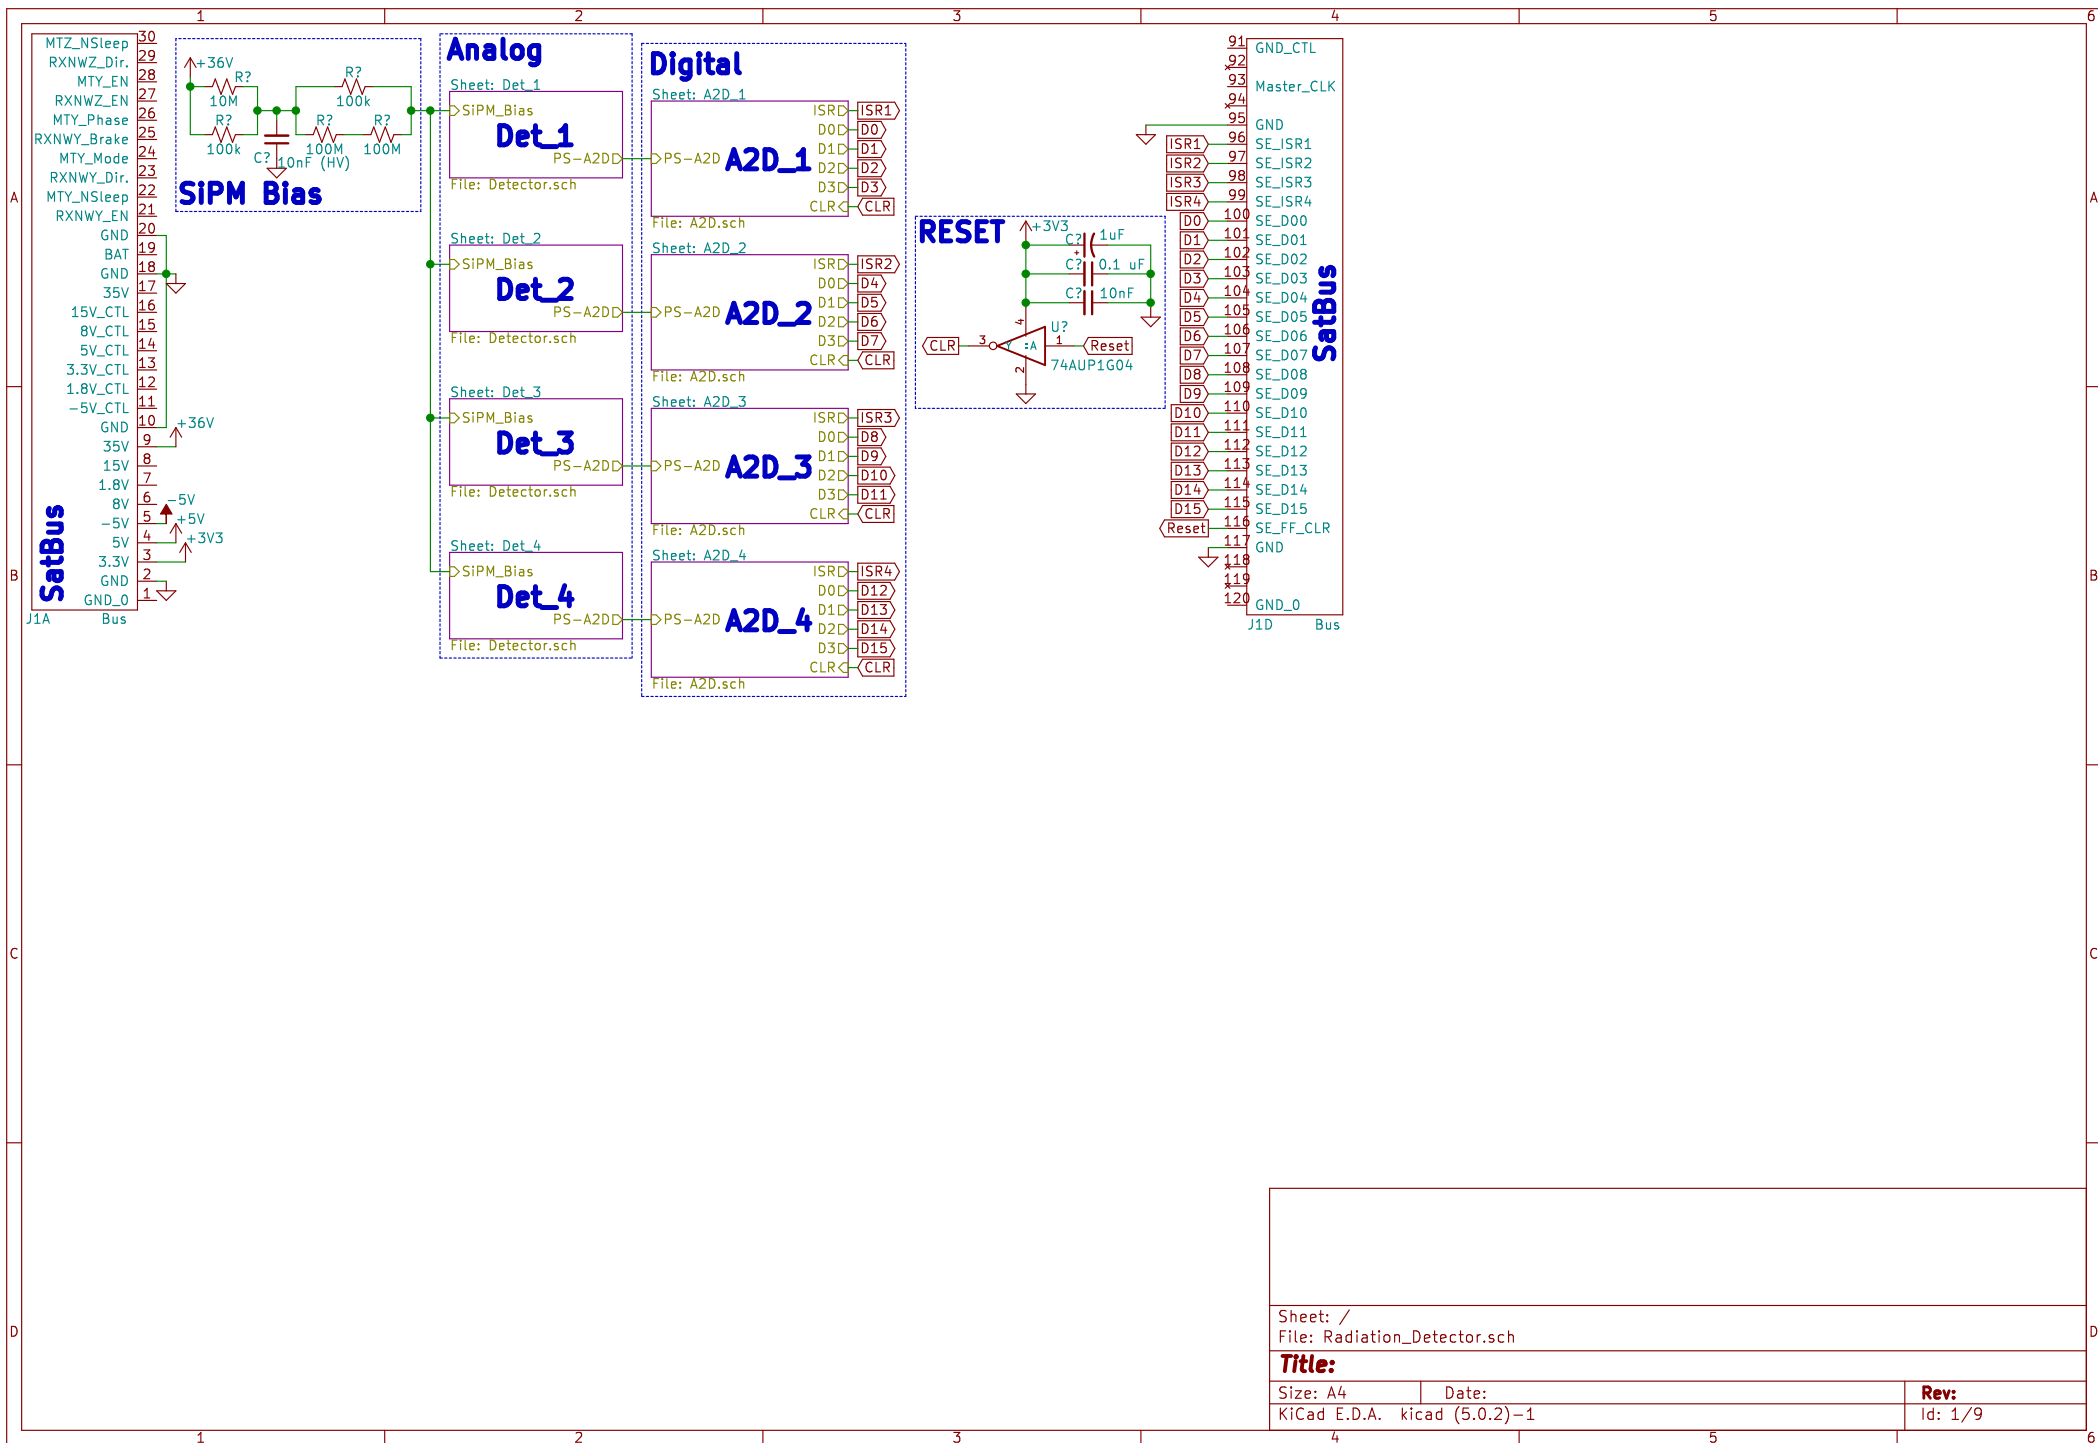 1 2 3 4 5 6
A
B
C
D
MTZ_NSleep 30
RXNWZ_Dir. 29
MTY_EN 28
RXNWZ_EN 27
MTY_Phase 26
RXNWY_Brake 25
MTY_Mode 24
RXNWY_Dir. 23
MTY_NSleep 22
RXNWY_EN 21
GND 20
BAT 19
GND 18
35V 17
15V_CTL 16
8V_CTL 15
5V_CTL 14
3.3V_CTL 13
1.8V_CTL 12
-5V_CTL 11
GND 10
35V 9
15V 8
1.8V 7
8V 6
-5V 5
5V 4
3.3V 3
GND 2
GND_0 1
SatBus
J1A Bus
+36V
-5V
+5V
+3V3
+36V
R?
10M
R?
100k
C?
10nF (HV)
R?
100k
R?
100M
R?
100M
SiPM Bias
Analog
Sheet: Det_1
SiPM_Bias
Det_1
PS-A2D
File: Detector.sch
Sheet: Det_2
SiPM_Bias
Det_2
PS-A2D
File: Detector.sch
Sheet: Det_3
SiPM_Bias
Det_3
PS-A2D
File: Detector.sch
Sheet: Det_4
SiPM_Bias
Det_4
PS-A2D
File: Detector.sch
Digital
Sheet: A2D_1
ISR ISR1
D0 D0
D1 D1
PS-A2D A2D_1
D2 D2
D3 D3
CLR CLR
File: A2D.sch
Sheet: A2D_2
ISR ISR2
D0 D4
D1 D5
PS-A2D A2D_2
D2 D6
D3 D7
CLR CLR
File: A2D.sch
Sheet: A2D_3
ISR ISR3
D0 D8
D1 D9
PS-A2D A2D_3
D2 D10
D3 D11
CLR CLR
File: A2D.sch
Sheet: A2D_4
ISR ISR4
D0 D12
D1 D13
PS-A2D A2D_4
D2 D14
D3 D15
CLR CLR
File: A2D.sch
RESET
+3V3
C? 1uF
+
C? 0.1 uF
C? 10nF
4
U?
CLR 3 Y :A 1 Reset
2
74AUP1G04
91 GND_CTL
92
93 Master_CLK
94
95 GND
ISR1 96 SE_ISR1
ISR2 97 SE_ISR2
ISR3 98 SE_ISR3
ISR4 99 SE_ISR4
D0 100 SE_D00
D1 101 SE_D01
D2 102 SE_D02
D3 103 SE_D03
D4 104 SE_D04
D5 105 SE_D05
D6 106 SE_D06
D7 107 SE_D07
D8 108 SE_D08
D9 109 SE_D09
D10 110 SE_D10
D11 111 SE_D11
D12 112 SE_D12
D13 113 SE_D13
D14 114 SE_D14
D15 115 SE_D15
Reset 116 SE_FF_CLR
117 GND
118
119
120 GND_0
SatBus
J1D Bus
Sheet: /
File: Radiation_Detector.sch
Title:
Size: A4 Date: Rev:
KiCad E.D.A. kicad (5.0.2)-1 Id: 1/9
A
B
C
D
1 2 3 4 5 6